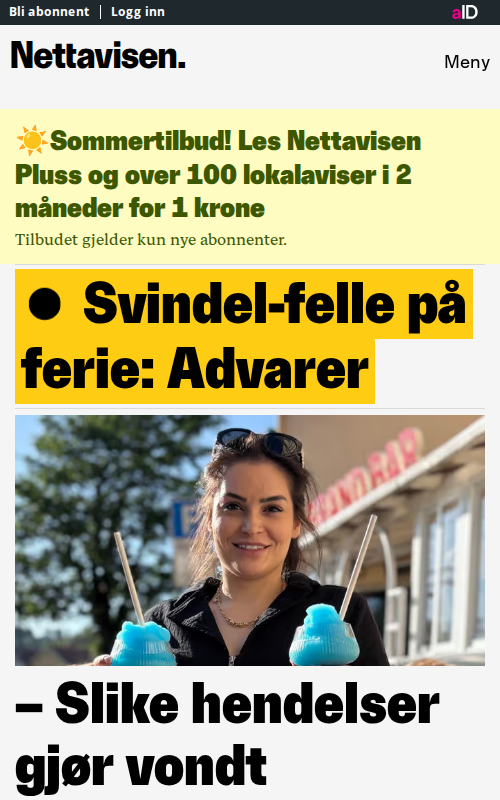 Bli abonnent | Logg inn
aID
Nettavisen.
Meny
☀️Sommertilbud! Les Nettavisen
Pluss og over 100 lokalaviser i 2
måneder for 1 krone
Tilbudet gjelder kun nye abonnenter.
● Svindel-felle på
ferie: Advarer
– Slike hendelser
gjør vondt